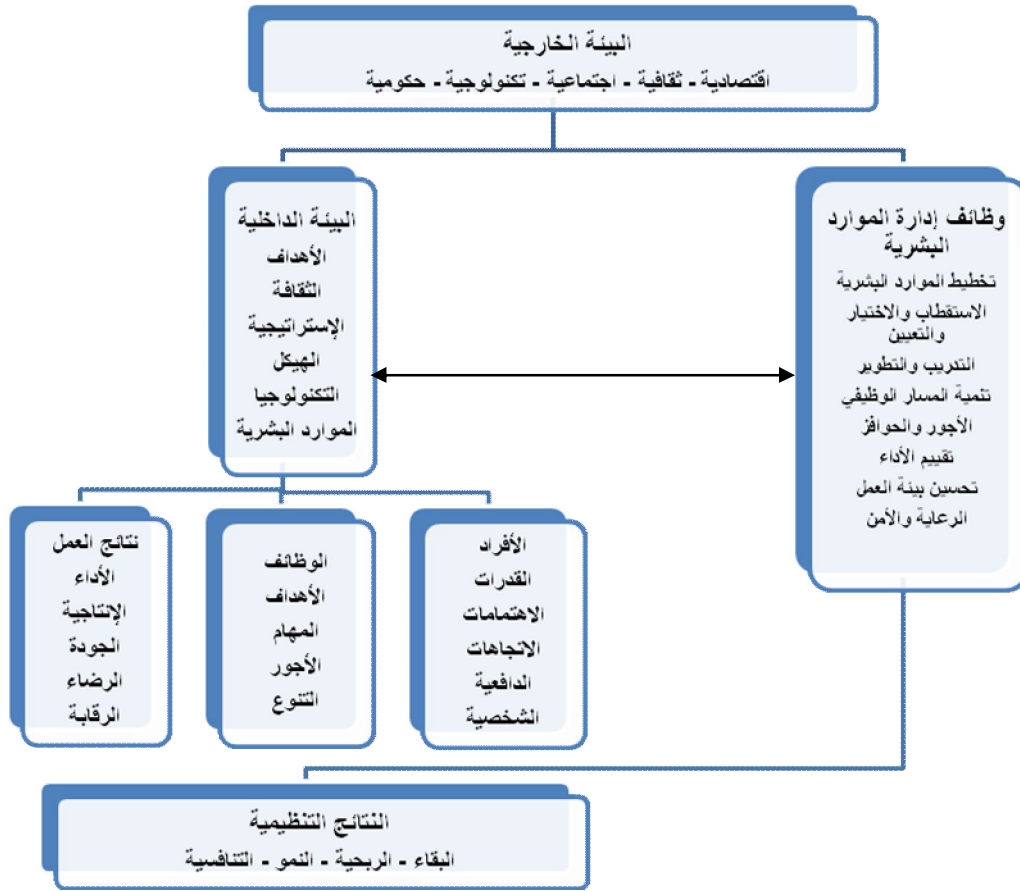 البيئة الخارجية
اقتصادية - ثقافية - اجتماعية - تكنولوجية - حكومية
وظائف إدارة الموارد
البشرية
تخطيط الموارد البشرية
الاستقطاب والاختيار
والتعيين
التدريب والتطوير
تنمية المسار الوظيفي
الأجور والحوافز
تقييم الأداء
تحسين بيئة العمل
الرعاية والأمن
البيئة الداخلية
الأهداف
الثقافة
الإستراتيجية
الهيكل
التكنولوجيا
الموارد البشرية
الأفراد
القدرات
الاهتمامات
الاتجاهات
الدافعية
الشخصية
الوظائف
الأهداف
المهام
الأجور
التنوع
نتائج العمل
الأداء
الإنتاجية
الجودة
الرضاء
الرقابة
النتائج التنظيمية
البقاء - الربحية - النمو - التنافسية